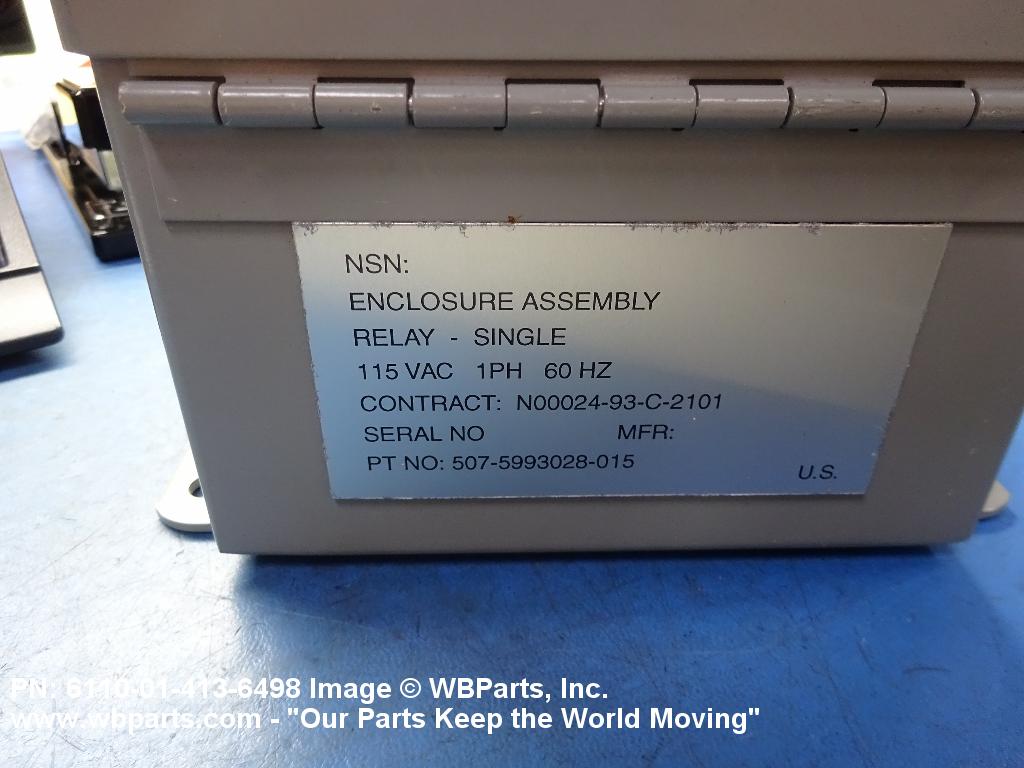 NSN:
ENCLOSURE ASSEMBLY
RELAY - SINGLE
115 VAC 1PH 60 HZ
CONTRACT: N00024-93-C-2101
SERAL NO MFR:
PT NO: 507-5993028-015
U.S.
PN: 6110-01-413-6498 Image © WBParts, Inc.
www.wbparts.com - "Our Parts Keep the World Moving"